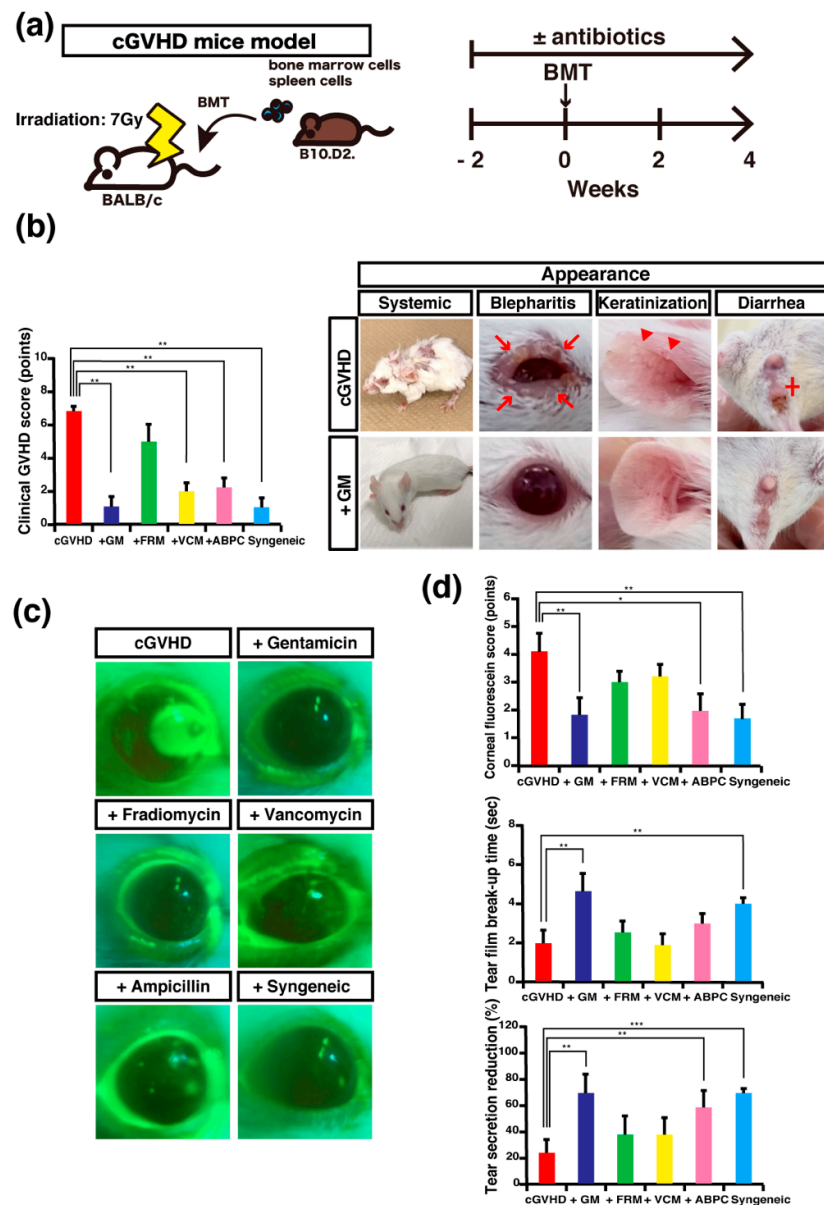 (a)
cGVHD mice model
bone marrow cells
spleen cells
BMT
Irradiation: 7Gy
B10.D2.
BALB/c
± antibiotics
BMT
- 2
0
2
4
Weeks
(b)
Clinical GVHD score (points)
10
8
6
4
2
0
**
**
**
**
cGVHD +GM +FRM +VCM +ABPC Syngeneic
Appearance
Systemic Blepharitis Keratinization Diarrhea
cGVHD
+ GM
+
(c)
cGVHD
+ Gentamicin
+ Fradiomycin
+ Vancomycin
+ Ampicillin
+ Syngeneic
(d)
Corneal fluorescein score (points)
6
5
4
3
2
1
0
**
*
**
cGVHD + GM + FRM + VCM + ABPC Syngeneic
Tear film break-up time (sec)
8
6
4
2
0
**
**
cGVHD + GM + FRM + VCM + ABPC Syngeneic
Tear secretion reduction (%)
120
100
80
60
40
20
0
***
**
**
cGVHD + GM + FRM + VCM + ABPC Syngeneic